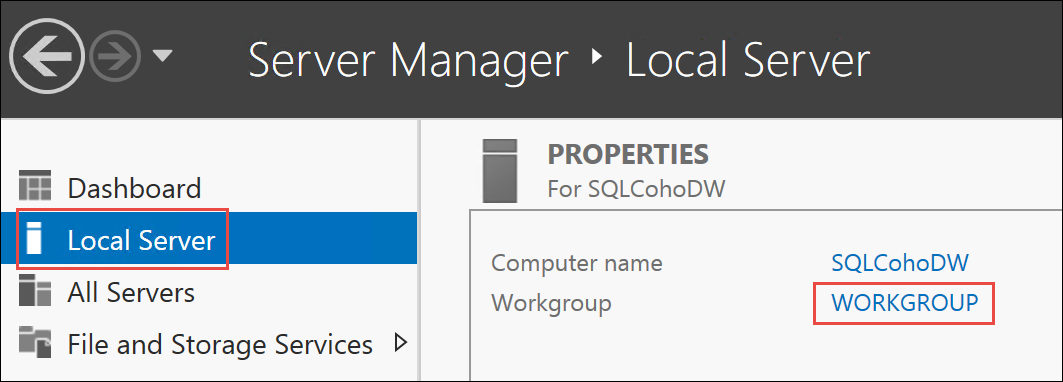 Server Manager ‣ Local Server
Dashboard
Local Server
All Servers
File and Storage Services
PROPERTIES
For SQLCohoDW
Computer name SQLCohoDW
Workgroup WORKGROUP